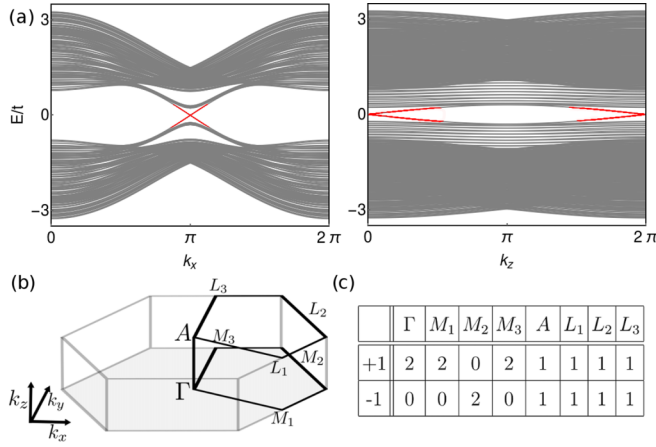 (a)
3
0
−3
E/t
0
π
2 π
k_x
3
0
−3
0
π
2 π
k_z
(b)
L_3
L_2
A
M_3
L_1
M_2
Γ
M_1
k_z
k_y
k_x
(c)
Γ M_1 M_2 M_3 A L_1 L_2 L_3
+1 2 2 0 2 1 1 1 1
-1 0 0 2 0 1 1 1 1